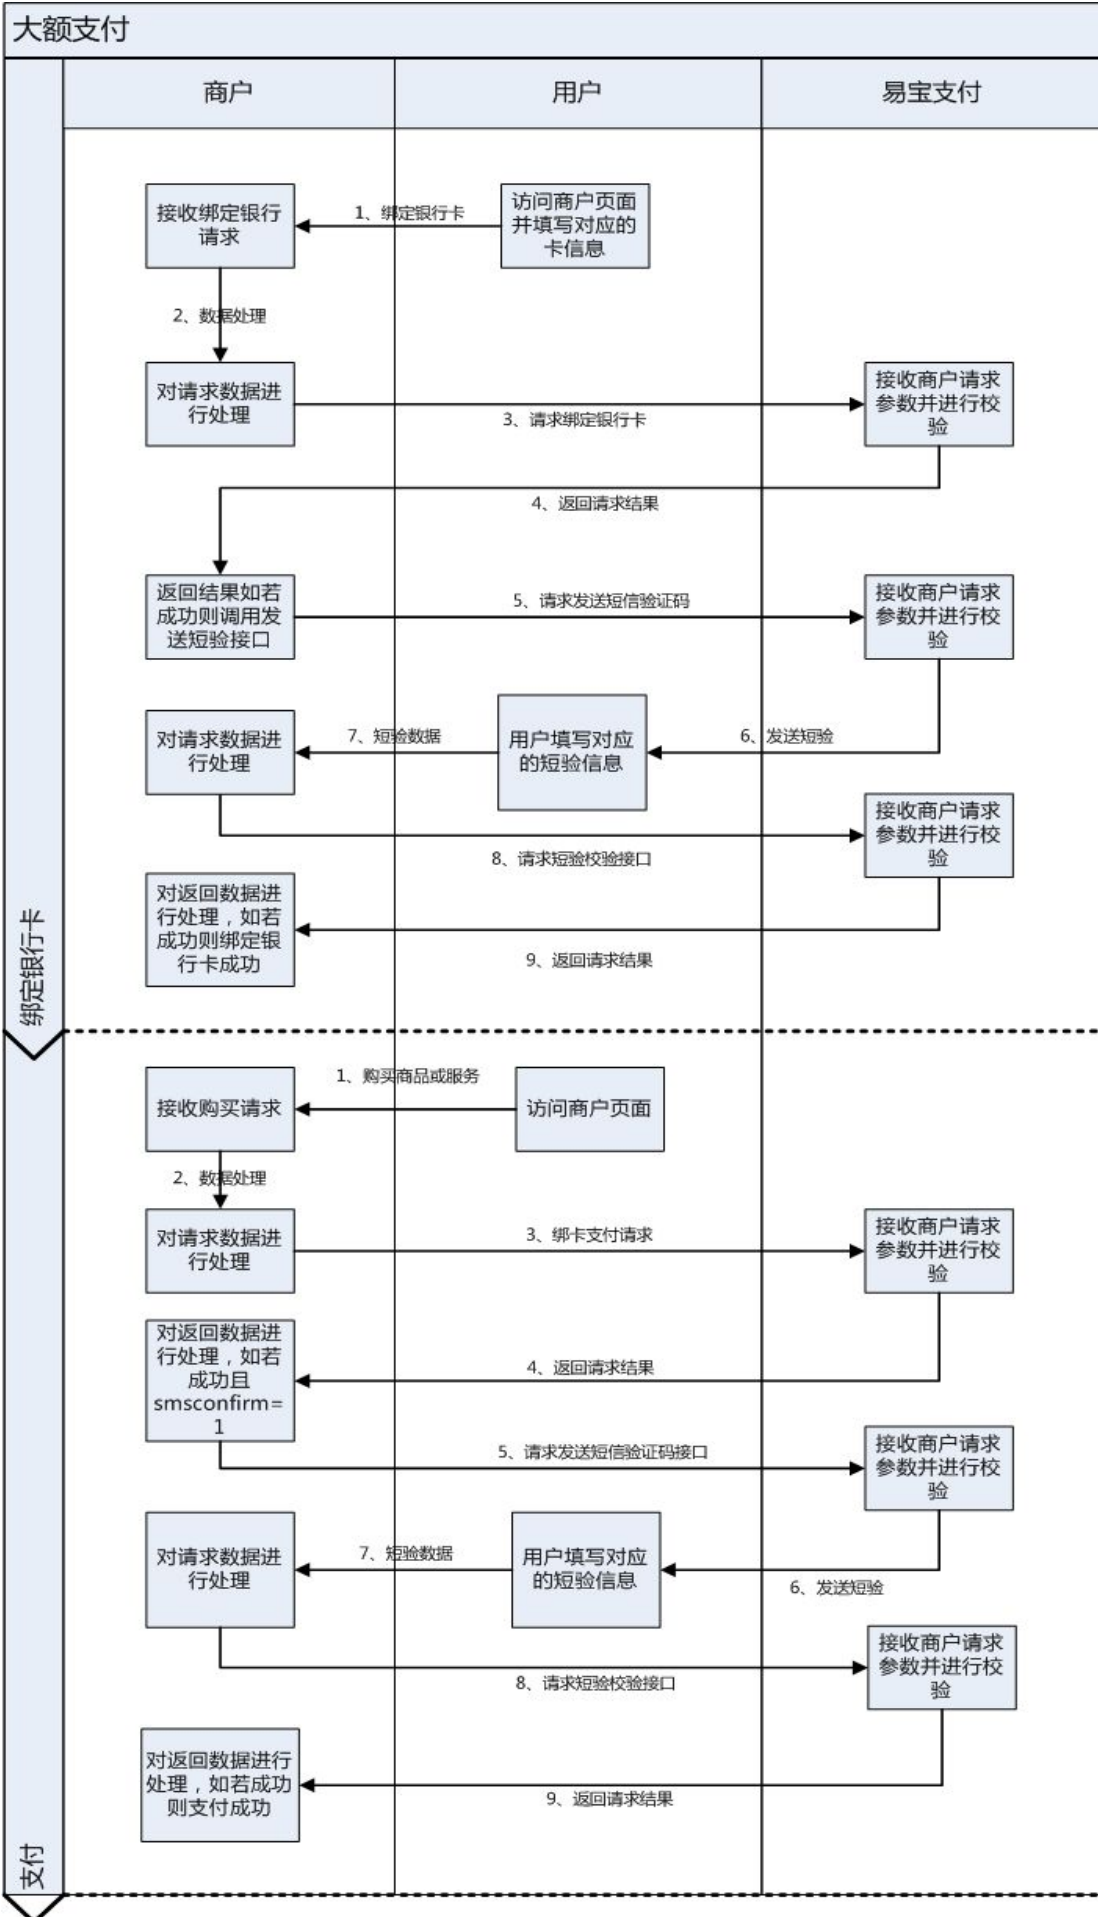 大额支付
商户
用户
易宝支付
绑定银行卡
接收绑定银行
请求
1、绑定银行卡
访问商户页面
并填写对应的
卡信息
2、数据处理
对请求数据进
行处理
3、请求绑定银行卡
接收商户请求
参数并进行校
验
4、返回请求结果
返回结果如若
成功则调用发
送短验接口
5、请求发送短信验证码
接收商户请求
参数并进行校
验
6、发送短验
用户填写对应
的短验信息
7、短验数据
对请求数据进
行处理
8、请求短验校验接口
接收商户请求
参数并进行校
验
9、返回请求结果
对返回数据进
行处理，如若
成功则绑定银
行卡成功
支付
接收购买请求
1、购买商品或服务
访问商户页面
2、数据处理
对请求数据进
行处理
3、绑卡支付请求
接收商户请求
参数并进行校
验
4、返回请求结果
对返回数据进
行处理，如若
成功且
smsconfirm=
1
5、请求发送短信验证码接口
接收商户请求
参数并进行校
验
6、发送短验
用户填写对应
的短验信息
7、短验数据
对请求数据进
行处理
8、请求短验校验接口
接收商户请求
参数并进行校
验
9、返回请求结果
对返回数据进行
处理，如若成功
则支付成功